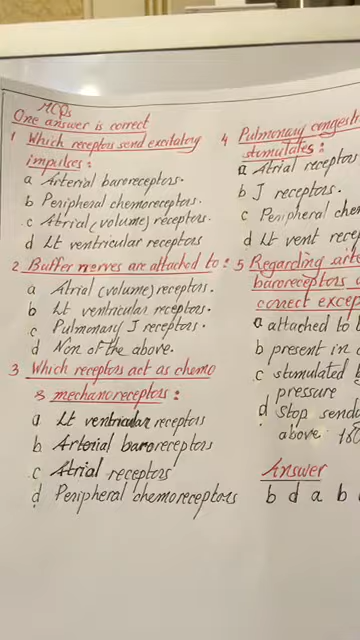 MCQs
One answer is correct
1 Which receptors send excitatory
impulses :
a Arterial baroreceptors.
b Peripheral chemoreceptors.
c Atrial (volume) receptors.
d Lt ventricular receptors
2 Buffer nerves are attached to :
a Atrial (volume) receptors.
b Lt ventricular receptors.
c Pulmonary J receptors.
d Non of the above.
3 Which receptors act as chemo
& mechanoreceptors :
a Lt ventricular receptors
b Arterial baroreceptors
c Atrial receptors
d Peripheral chemoreceptors
4 Pulmonary congesti
stimulates :
a Atrial receptors
b J receptors.
c Peripheral che
d Lt vent rece
5 Regarding arte
baroreceptors
correct excep
a attached to
b present in
c stimulated b
pressure
d stop send
above
Answer
b d a b